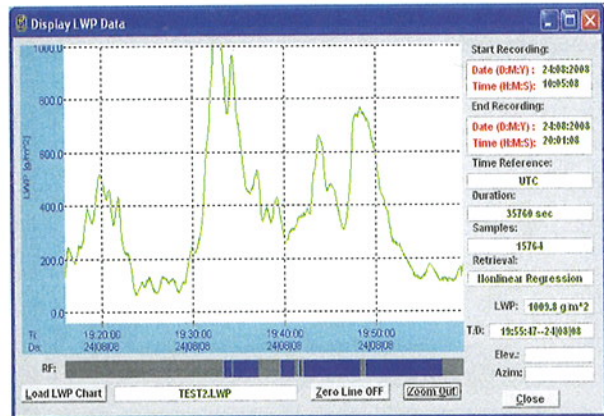 Display LWP Data
Start Recording:
Date (D:M:Y) : 24:08:2008
Time (H:M:S): 10:05:08
End Recording:
Date (D:M:Y) : 24:08:2008
Time (H:M:S): 20:01:08
Time Reference:
UTC
Duration:
35760 sec
Samples:
15764
Retrieval:
Nonlinear Regression
LWP: 1009.8 g m^2
T/D: 19:55:47--24|08|08
Elev.:
Azim:
Close
1000.0
800.0
600.0
400.0
200.0
0.0
LWP [g/m^2]
Ti: 19:20:00 19:30:00 19:40:00 19:50:00
Da: 24|08|08 24|08|08 24|08|08 24|08|08
RF:
Load LWP Chart TEST2.LWP Zero Line OFF Zoom Out